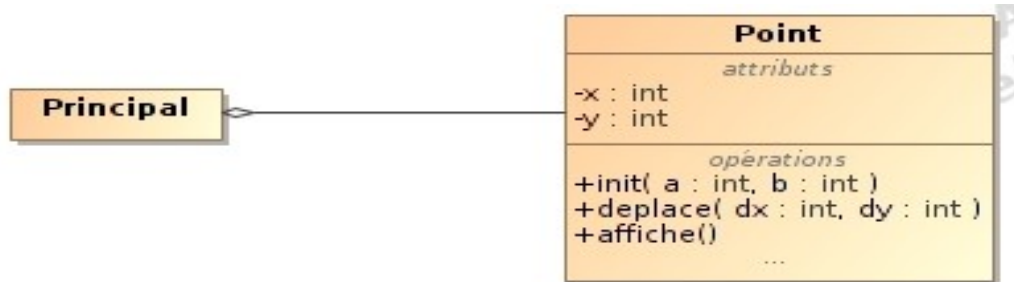 Principal
Point
attributs
-x : int
-y : int
opérations
+init( a : int, b : int )
+deplace( dx : int, dy : int )
+affiche()
...